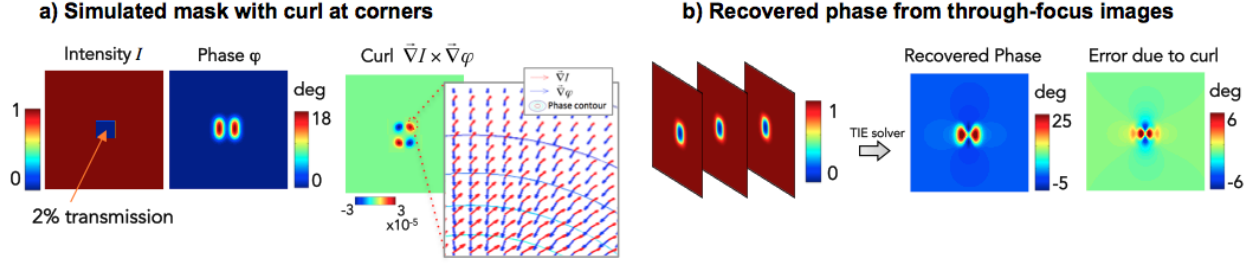 a) Simulated mask with curl at corners
Intensity I
Phase φ
Curl ∇⃗I × ∇⃗φ
1
0
deg
18
0
2% transmission
-3
3
x10⁻⁵
∇⃗I
∇⃗φ
Phase contour
b) Recovered phase from through-focus images
1
0
TIE solver
Recovered Phase
deg
25
-5
Error due to curl
deg
6
-6